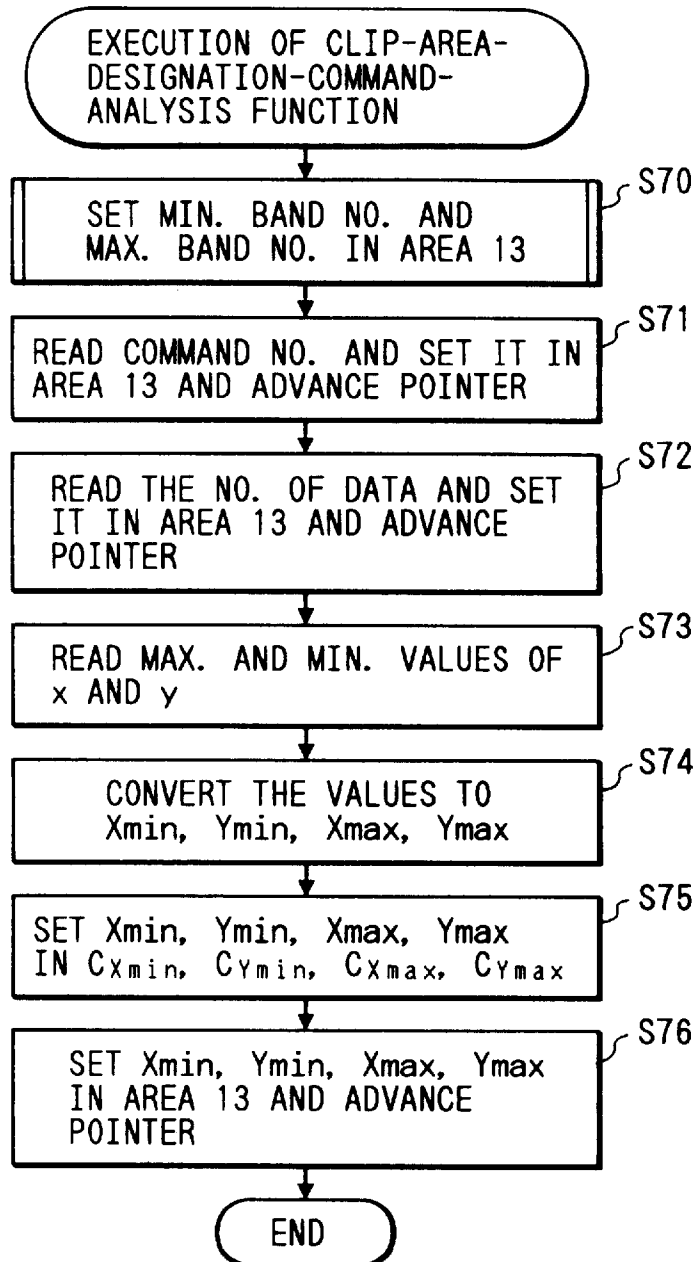 EXECUTION OF CLIP-AREA-
DESIGNATION-COMMAND-
ANALYSIS FUNCTION
S70
SET MIN. BAND NO. AND
MAX. BAND NO. IN AREA 13
S71
READ COMMAND NO. AND SET IT IN
AREA 13 AND ADVANCE POINTER
S72
READ THE NO. OF DATA AND SET
IT IN AREA 13 AND ADVANCE
POINTER
S73
READ MAX. AND MIN. VALUES OF
x AND y
S74
CONVERT THE VALUES TO
Xmin, Ymin, Xmax, Ymax
S75
SET Xmin, Ymin, Xmax, Ymax
IN CXmin, CYmin, CXmax, CYmax
S76
SET Xmin, Ymin, Xmax, Ymax
IN AREA 13 AND ADVANCE
POINTER
END